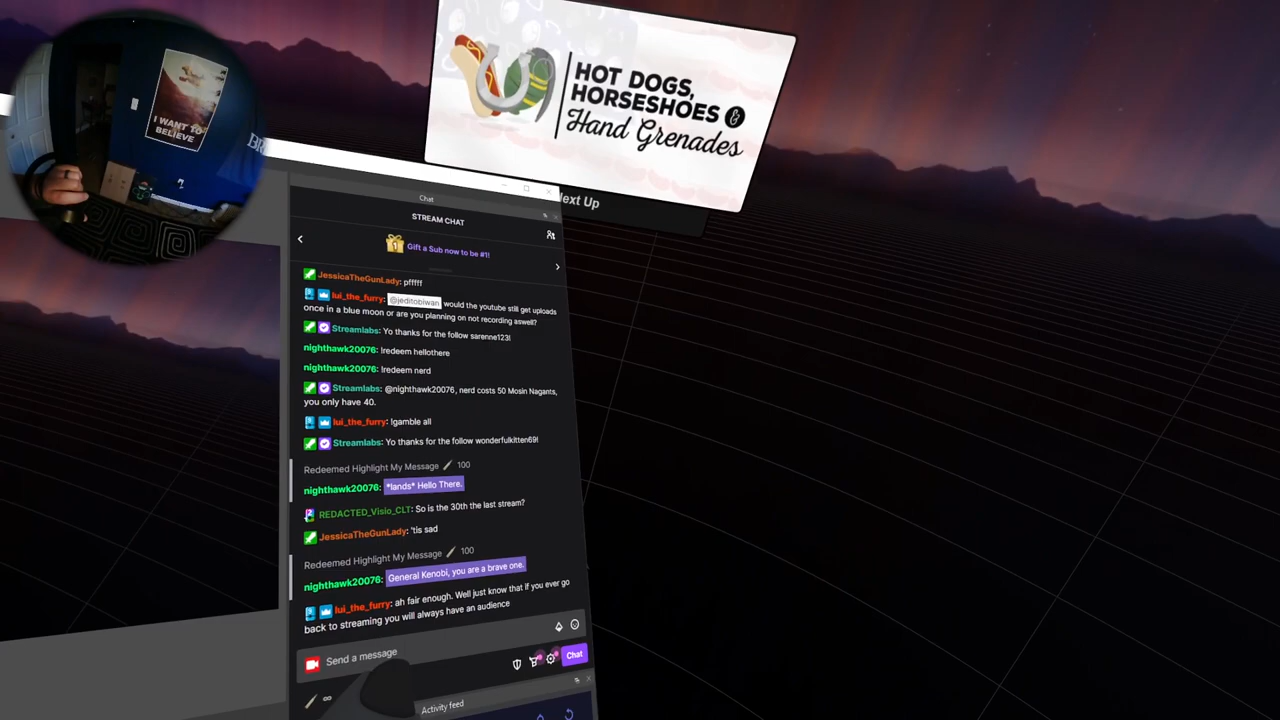 I WANT TO
BELIEVE
BR
HOT DOGS,
HORSESHOES &
Hand Grenades
Next Up
Chat
STREAM CHAT
1
Gift a Sub now to be #1!
JessicaTheGunLady: pfffff
lui_the_furry: @jeditobiwan would the youtube still get uploads
once in a blue moon or are you planning on not recording aswell?
Streamlabs: Yo thanks for the follow sarenne123!
nighthawk20076: !redeem hellothere
nighthawk20076: !redeem nerd
Streamlabs: @nighthawk20076, nerd costs 50 Mosin Nagants,
you only have 40.
lui_the_furry: !gamble all
Streamlabs: Yo thanks for the follow wonderfulkitten69!
Redeemed Highlight My Message 100
nighthawk20076: *lands* Hello There.
REDACTED_Visio_CLT: So is the 30th the last stream?
JessicaTheGunLady: 'tis sad
Redeemed Highlight My Message 100
nighthawk20076: General Kenobi, you are a brave one.
lui_the_furry: ah fair enough. Well just know that if you ever go
back to streaming you will always have an audience
Send a message
Chat
∞
Activity feed